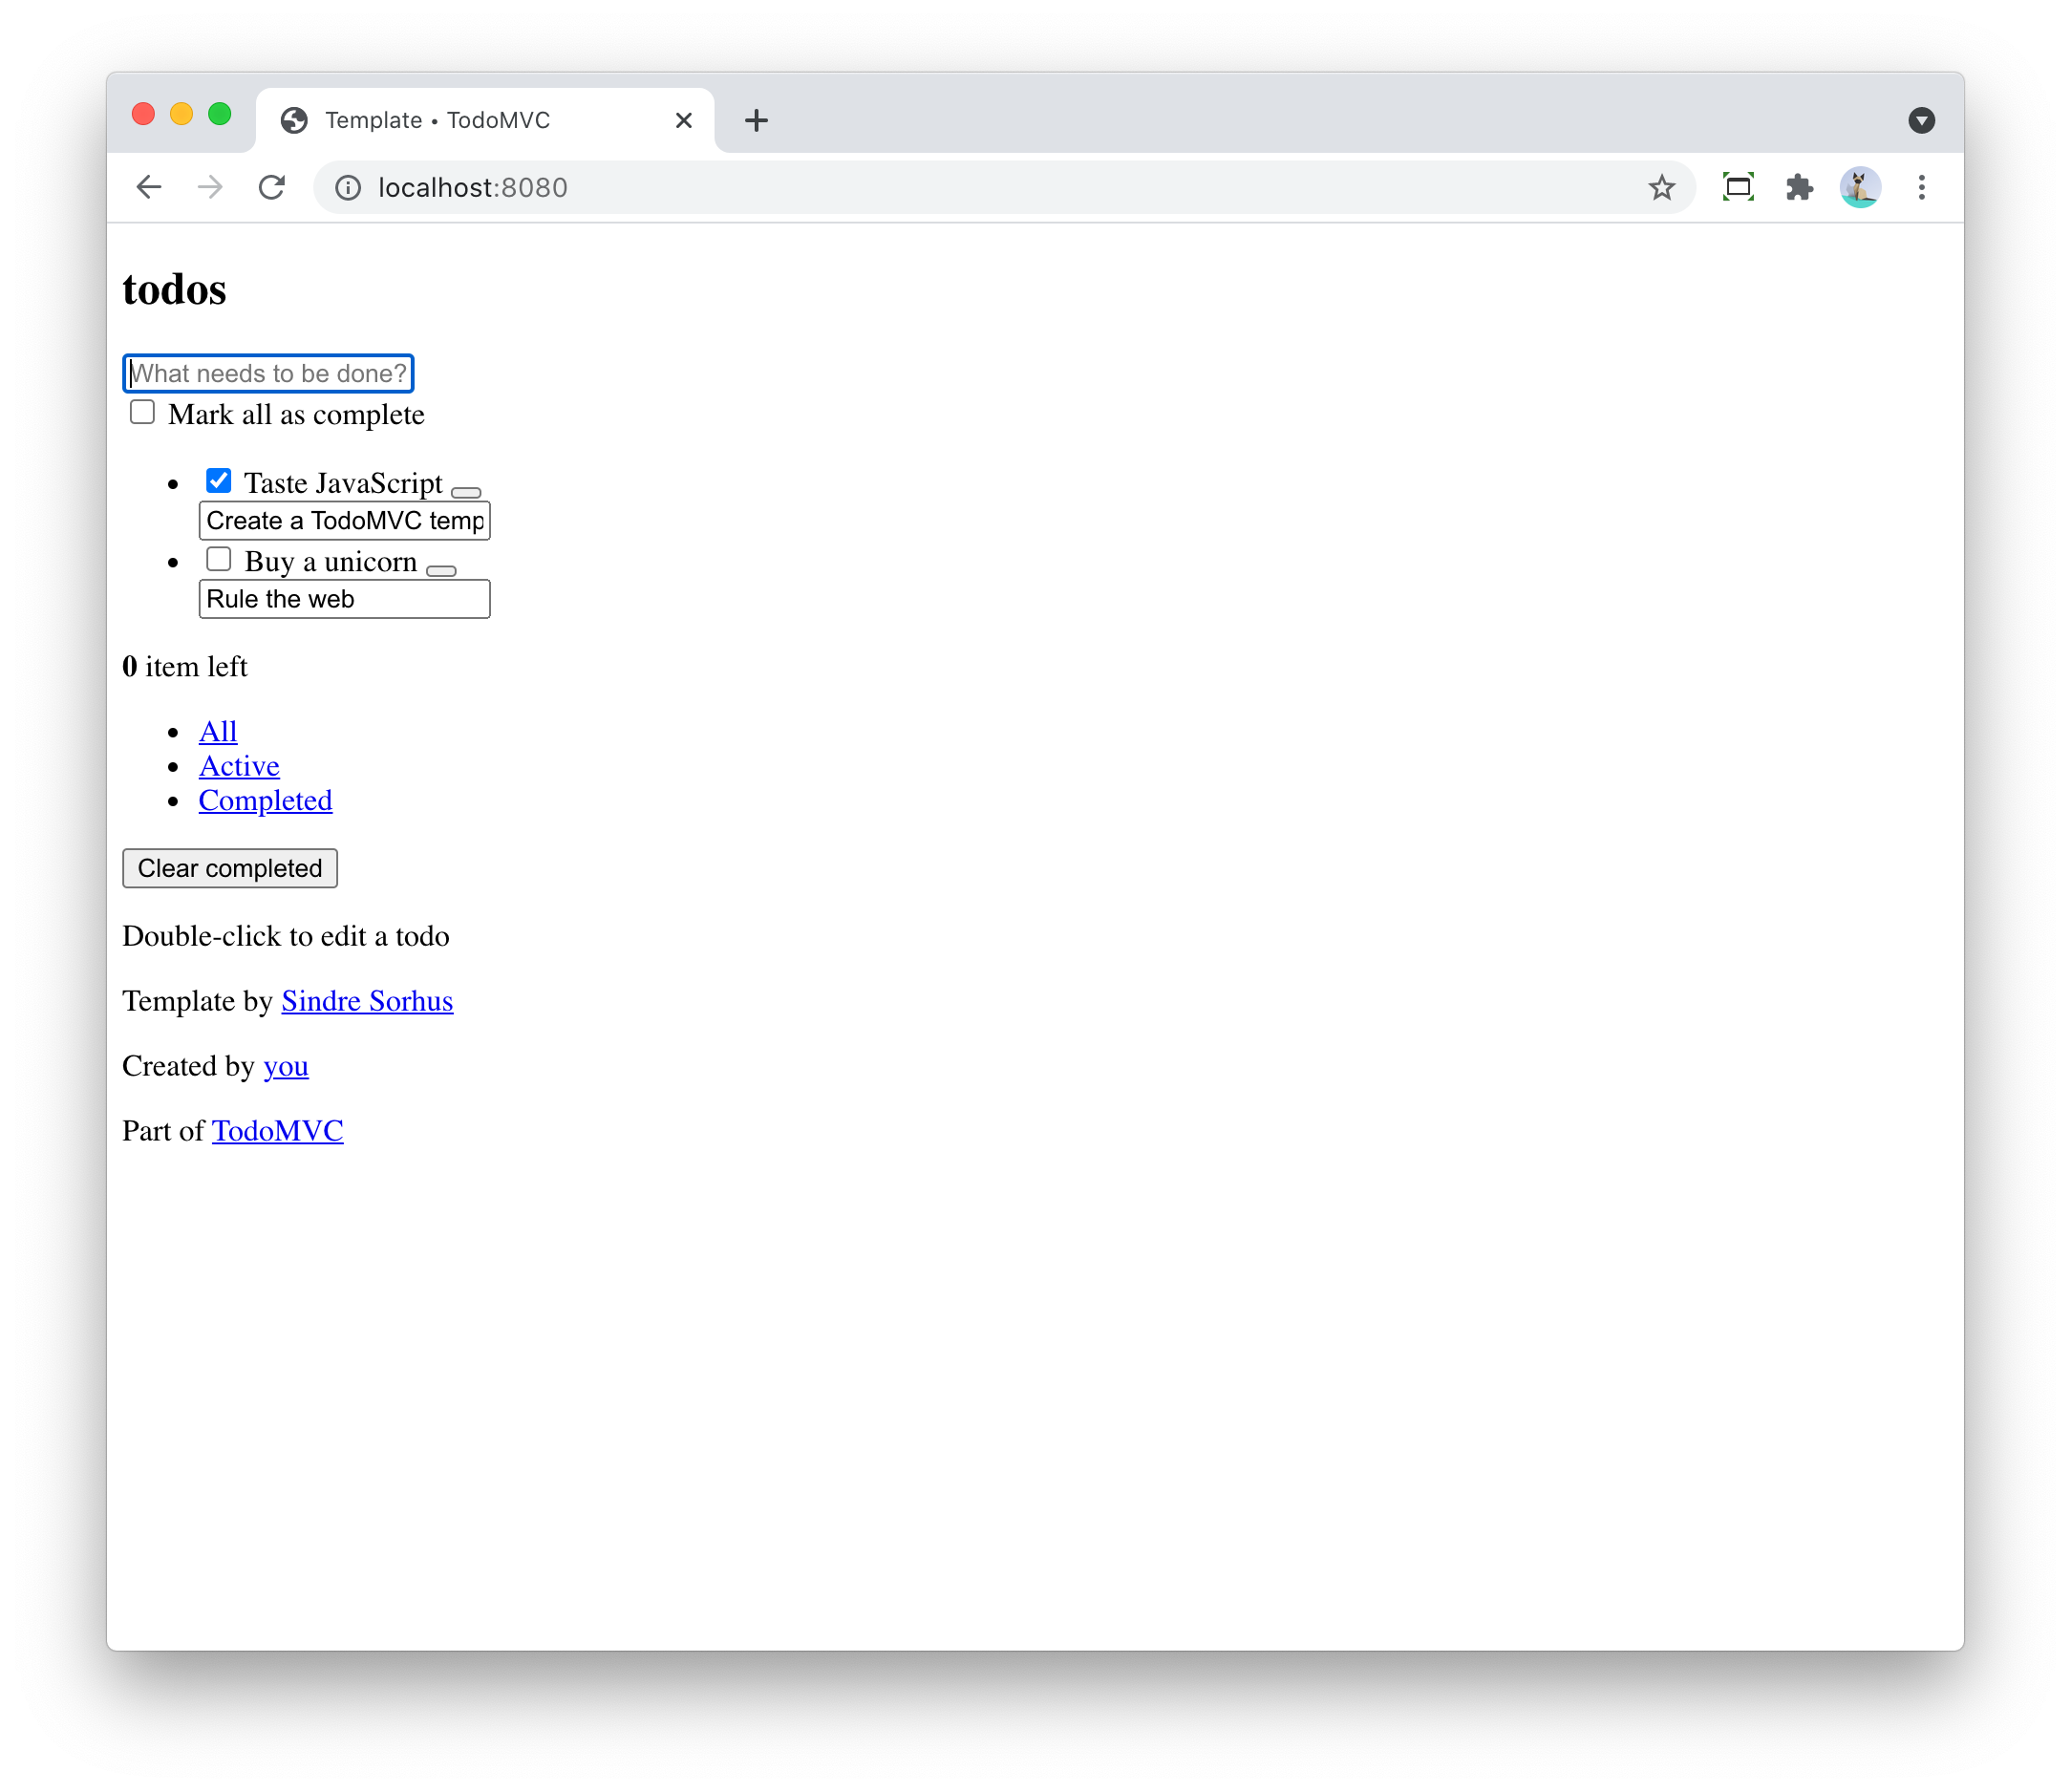 Template • TodoMVC
localhost:8080
todos
What needs to be done?
Mark all as complete
Taste JavaScript
Create a TodoMVC temp
Buy a unicorn
Rule the web
0 item left
All
Active
Completed
Clear completed
Double-click to edit a todo
Template by Sindre Sorhus
Created by you
Part of TodoMVC